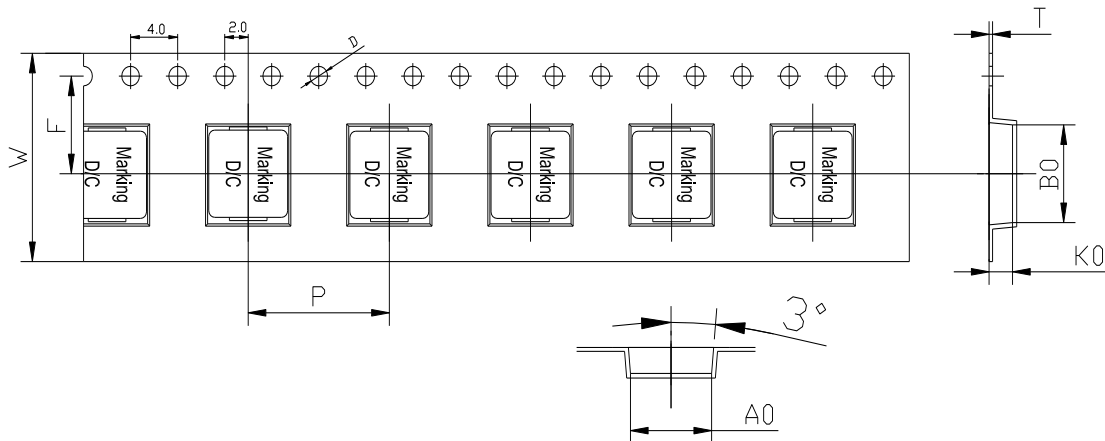 4.0
2.0
D
T
F
W
Marking
D/C
Marking
D/C
Marking
D/C
Marking
D/C
Marking
D/C
Marking
D/C
B0
K0
P
3°
A0